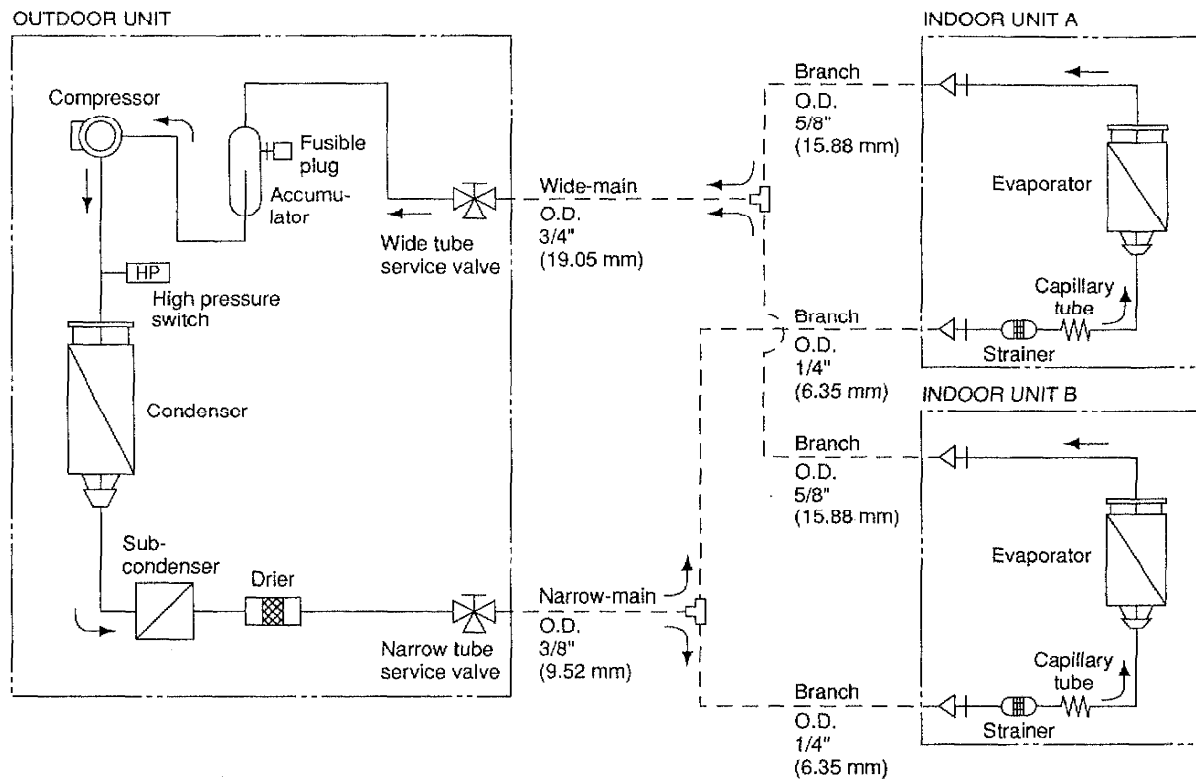 OUTDOOR UNIT
Compressor
Fusible
plug
Accumu-
lator
Wide tube
service valve
HP
High pressure
switch
Condenser
Sub-
condenser
Drier
Narrow tube
service valve
Wide-main
O.D.
3/4"
(19.05 mm)
Narrow-main
O.D.
3/8"
(9.52 mm)
Branch
O.D.
5/8"
(15.88 mm)
Branch
O.D.
1/4"
(6.35 mm)
Branch
O.D.
5/8"
(15.88 mm)
Branch
O.D.
1/4"
(6.35 mm)
INDOOR UNIT A
Evaporator
Capillary
tube
Strainer
INDOOR UNIT B
Evaporator
Capillary
tube
Strainer